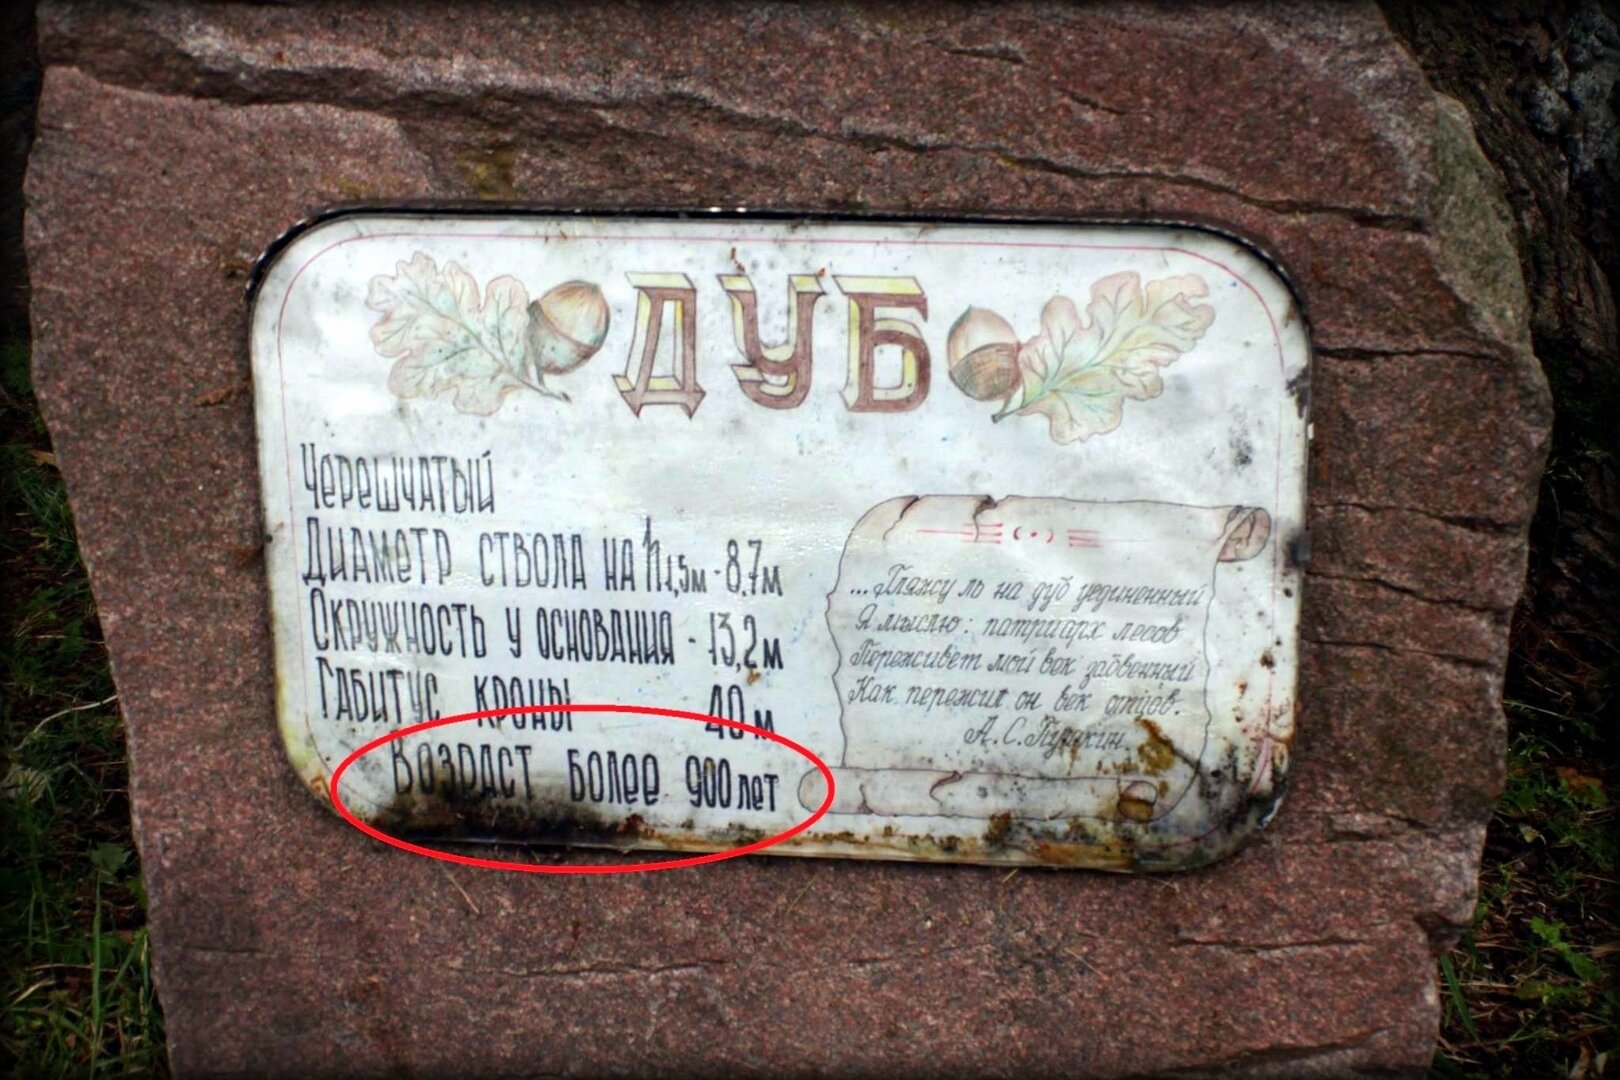 ДУБ
Черешчатый
Диаметр ствола на h 1,5м - 8,7м
Окружность у основания - 13,2м
Габитус кроны 40м
Возраст более 900 лет
...Гляжу ль на дуб уединенный
Я мыслю: патриарх лесов
Переживет мой век забвенный
Как пережил он век отцов.
А.С.Пушкин.